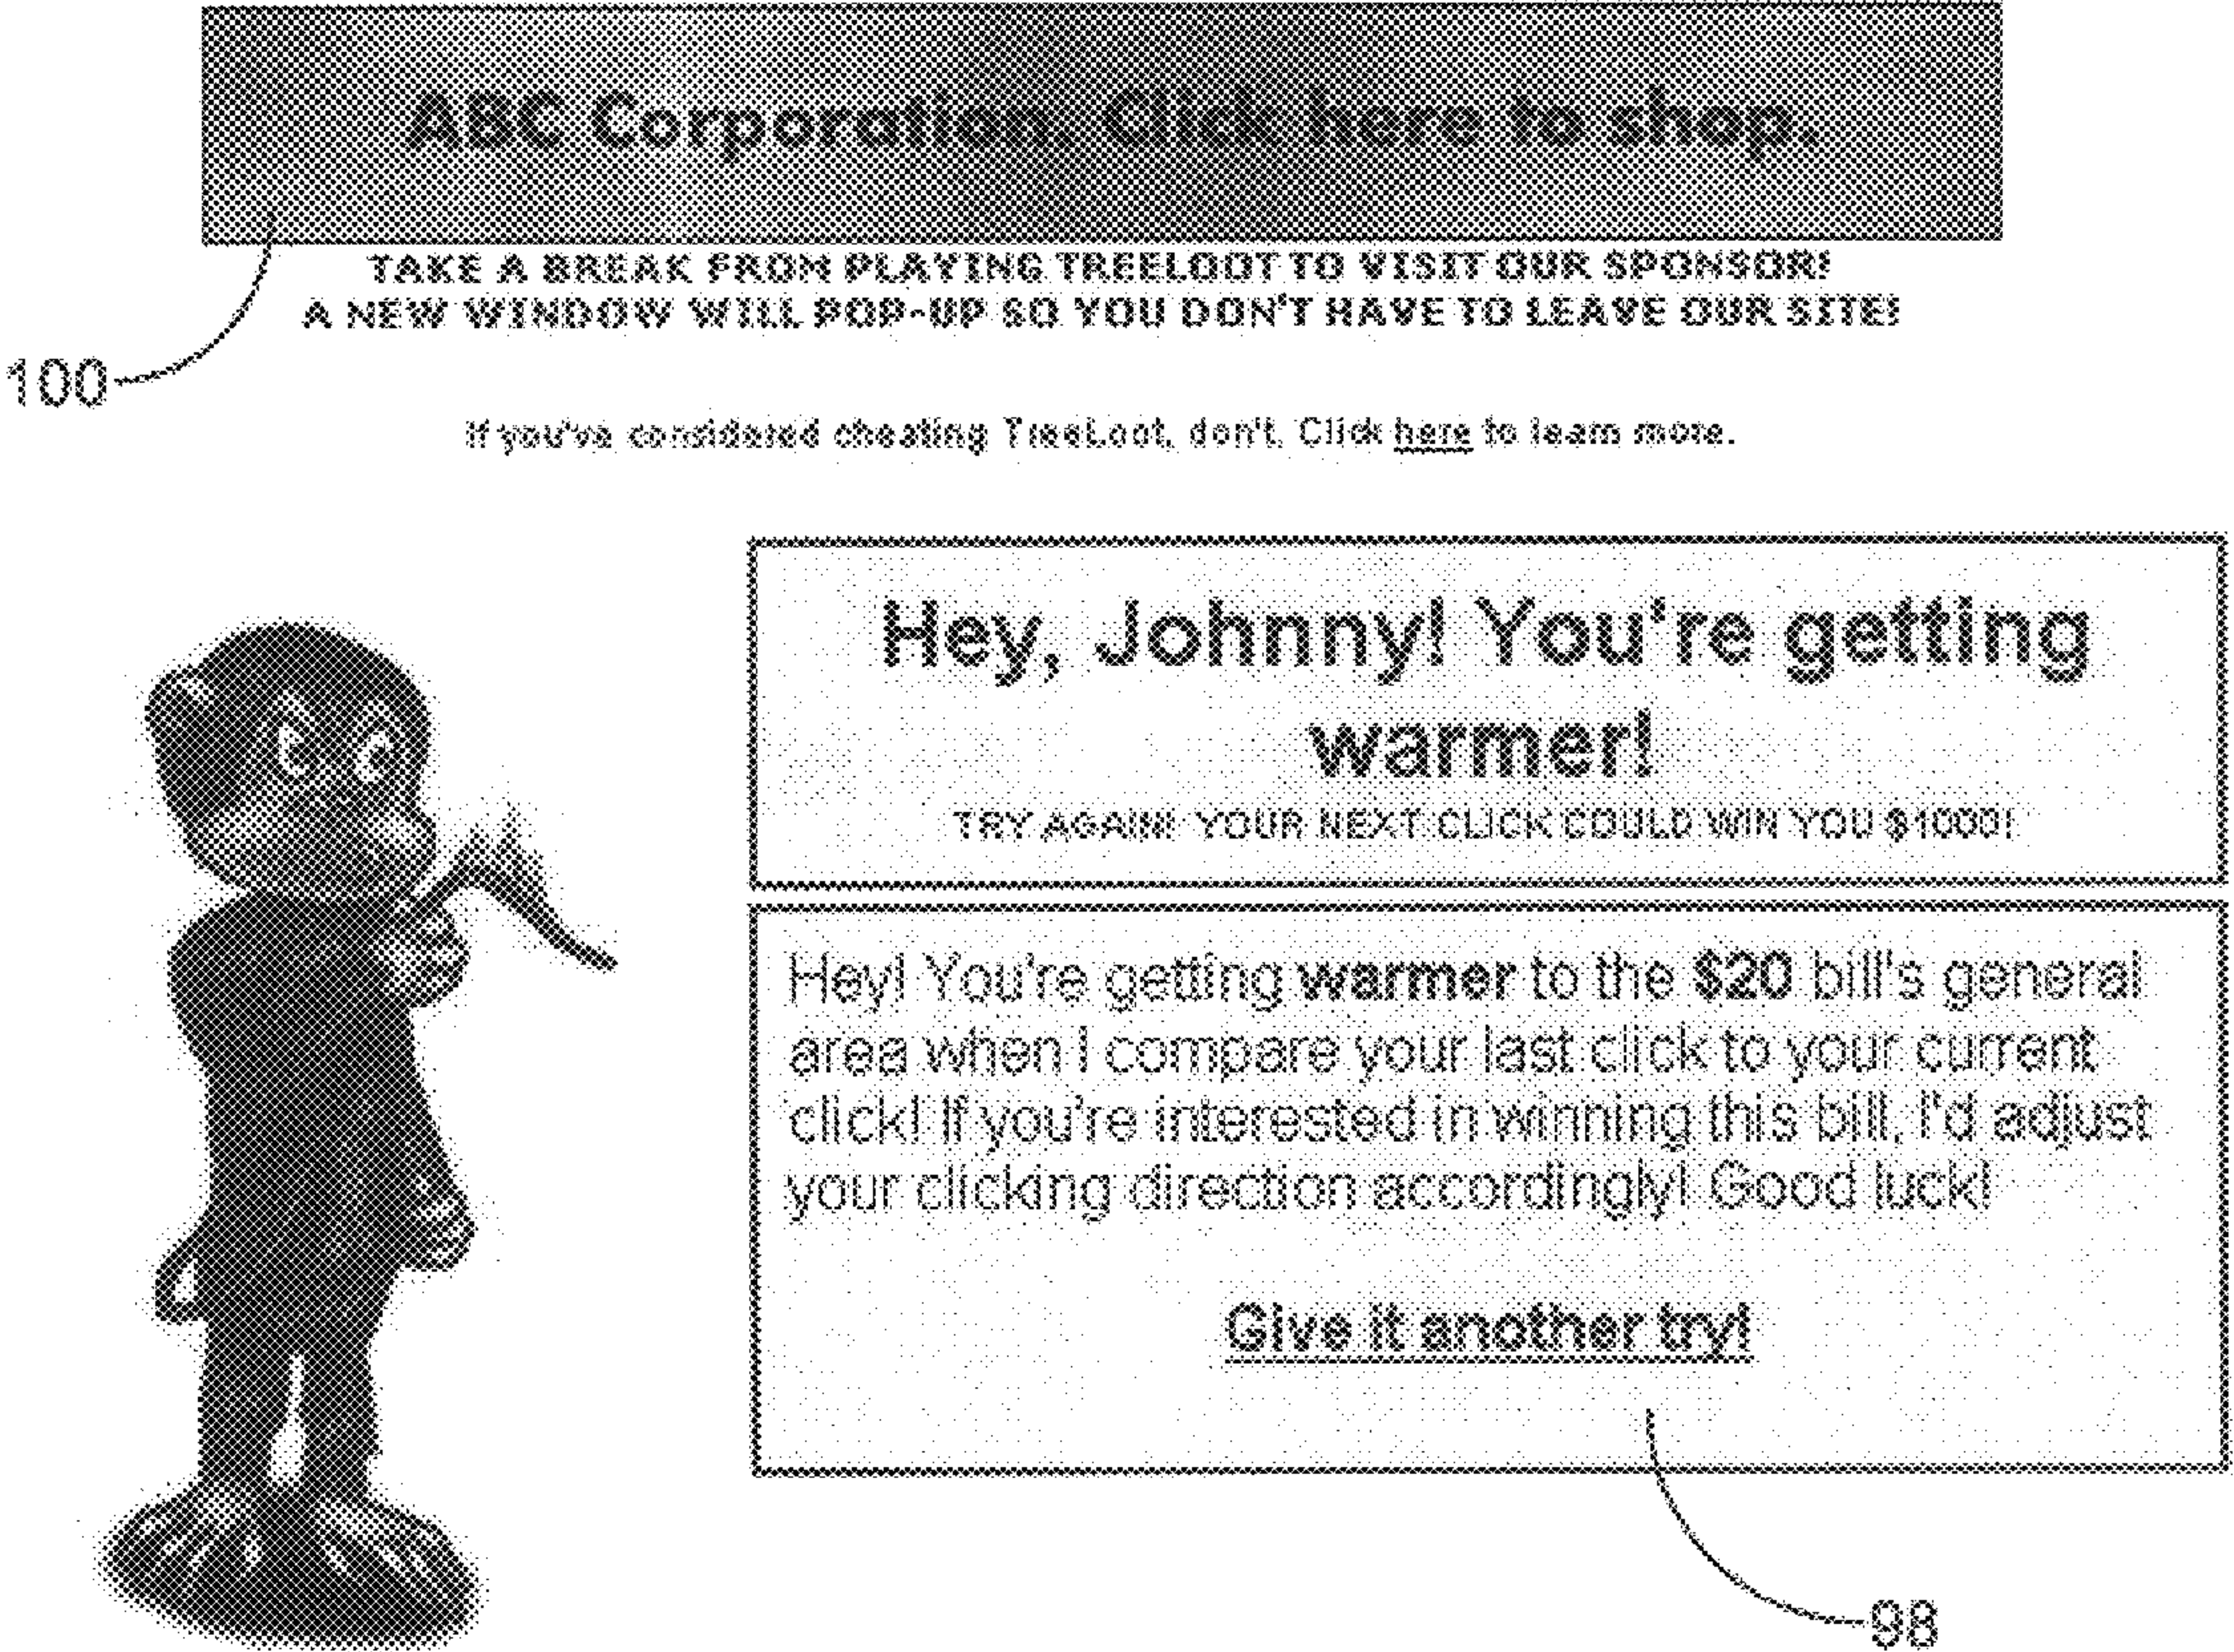 ABC Corporation. Click here to shop.
TAKE A BREAK FROM PLAYING TREELOOT TO VISIT OUR SPONSOR!
A NEW WINDOW WILL POP-UP SO YOU DON'T HAVE TO LEAVE OUR SITE!
100
If you've considered cheating TreeLoot, don't. Click here to learn more.
Hey, Johnny! You're getting
warmer!
TRY AGAIN! YOUR NEXT CLICK COULD WIN YOU $1000!
Hey! You're getting warmer to the $20 bill's general
area when I compare your last click to your current
click! If you're interested in winning this bill, I'd adjust
your clicking direction accordingly! Good luck!
Give it another try!
98